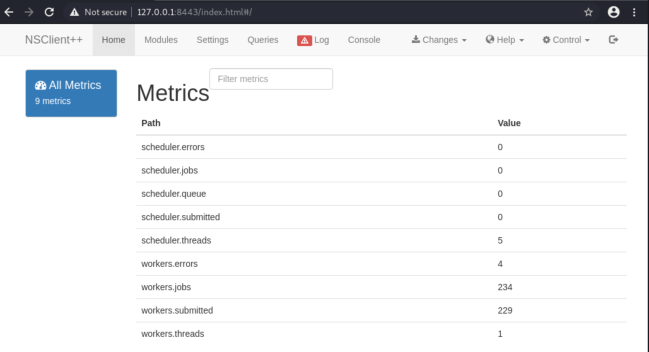 Not secure | 127.0.0.1:8443/index.html#/
NSClient++ Home Modules Settings Queries Log Console Changes Help Control
All Metrics
9 metrics
Metrics
Filter metrics
Path Value
scheduler.errors 0
scheduler.jobs 0
scheduler.queue 0
scheduler.submitted 0
scheduler.threads 5
workers.errors 4
workers.jobs 234
workers.submitted 229
workers.threads 1